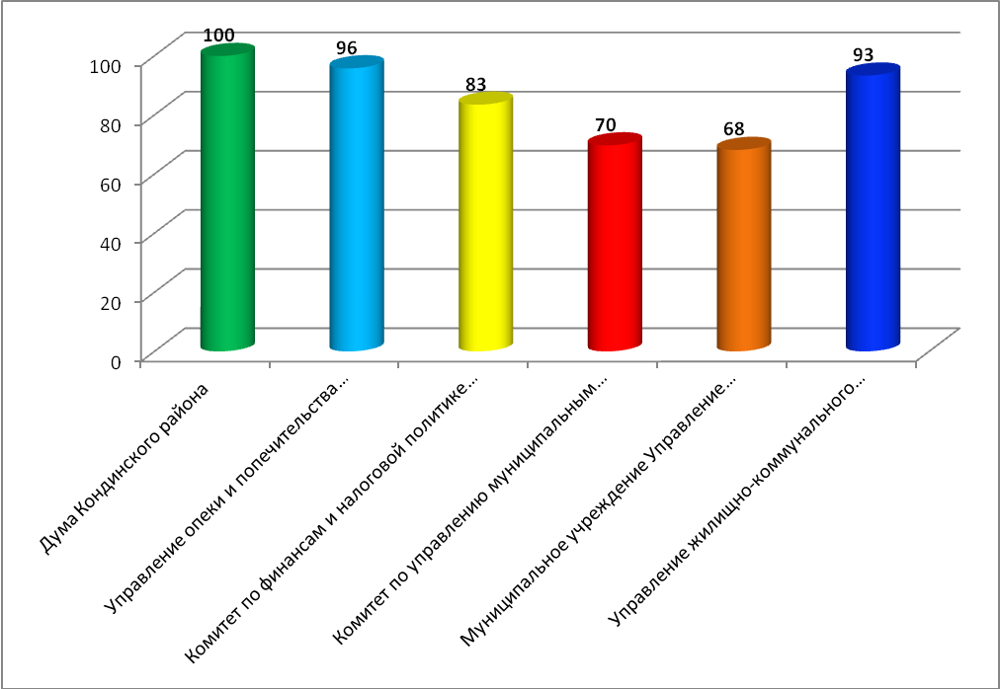 100
96
83
70
68
93
100
80
60
40
20
0
Дума Кондинского района
Управление опеки и попечительства...
Комитет по финансам и налоговой политике...
Комитет по управлению муниципальным...
Муниципальное учреждение Управление...
Управление жилищно-коммунального...